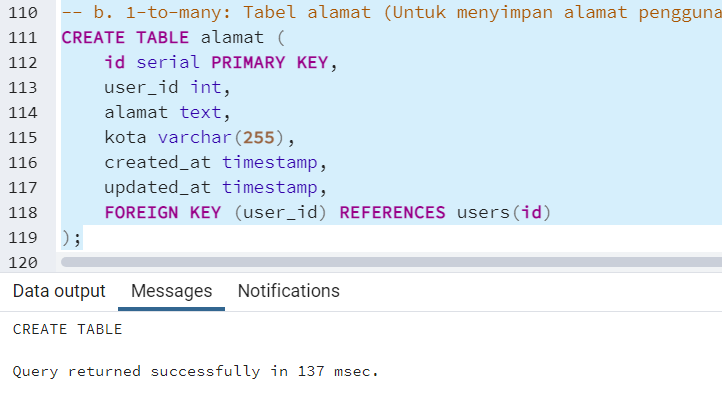 110 -- b. 1-to-many: Tabel alamat (Untuk menyimpan alamat pengguna
111 CREATE TABLE alamat (
112 id serial PRIMARY KEY,
113 user_id int,
114 alamat text,
115 kota varchar(255),
116 created_at timestamp,
117 updated_at timestamp,
118 FOREIGN KEY (user_id) REFERENCES users(id)
119 );
120
Data output Messages Notifications
CREATE TABLE
Query returned successfully in 137 msec.